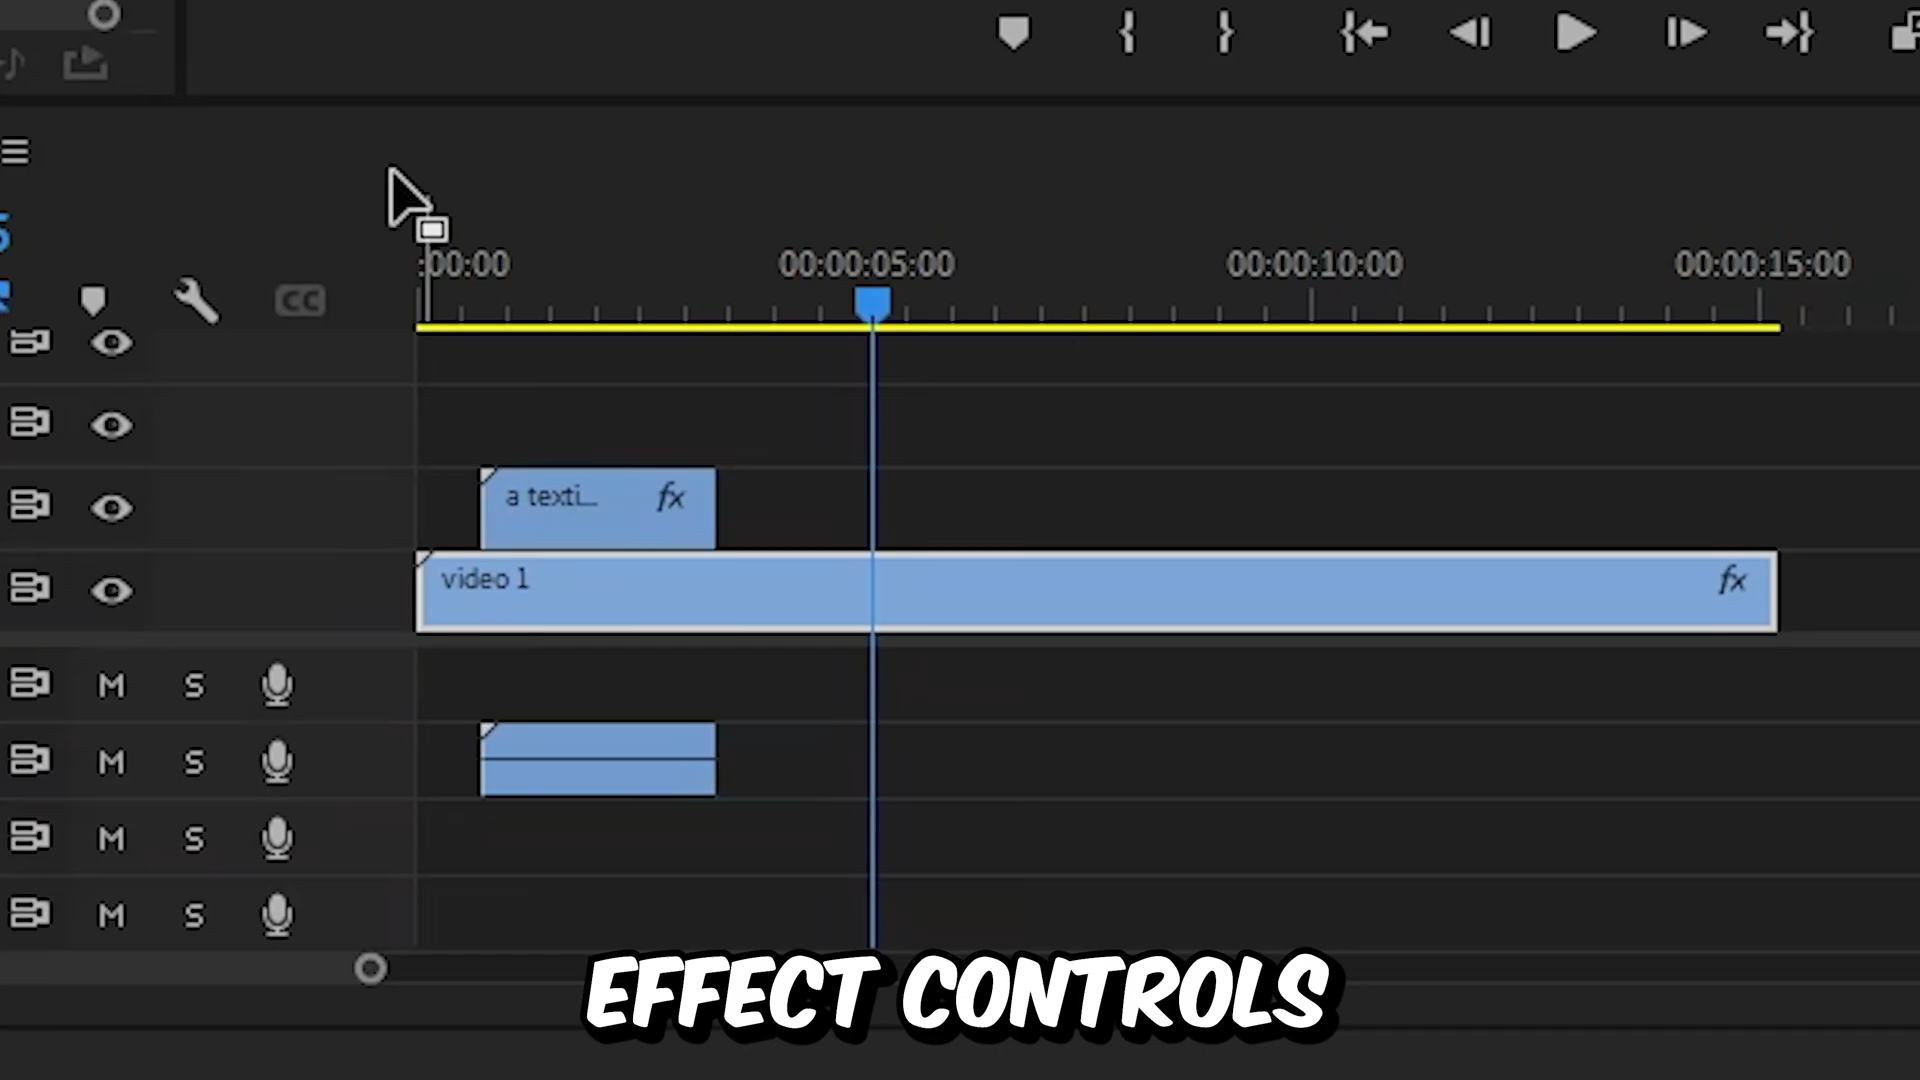 :00:00 00:00:05:00 00:00:10:00 00:00:15:00
CC
a texti... fx
video 1 fx
M S
M S
M S
M S
EFFECT CONTROLS